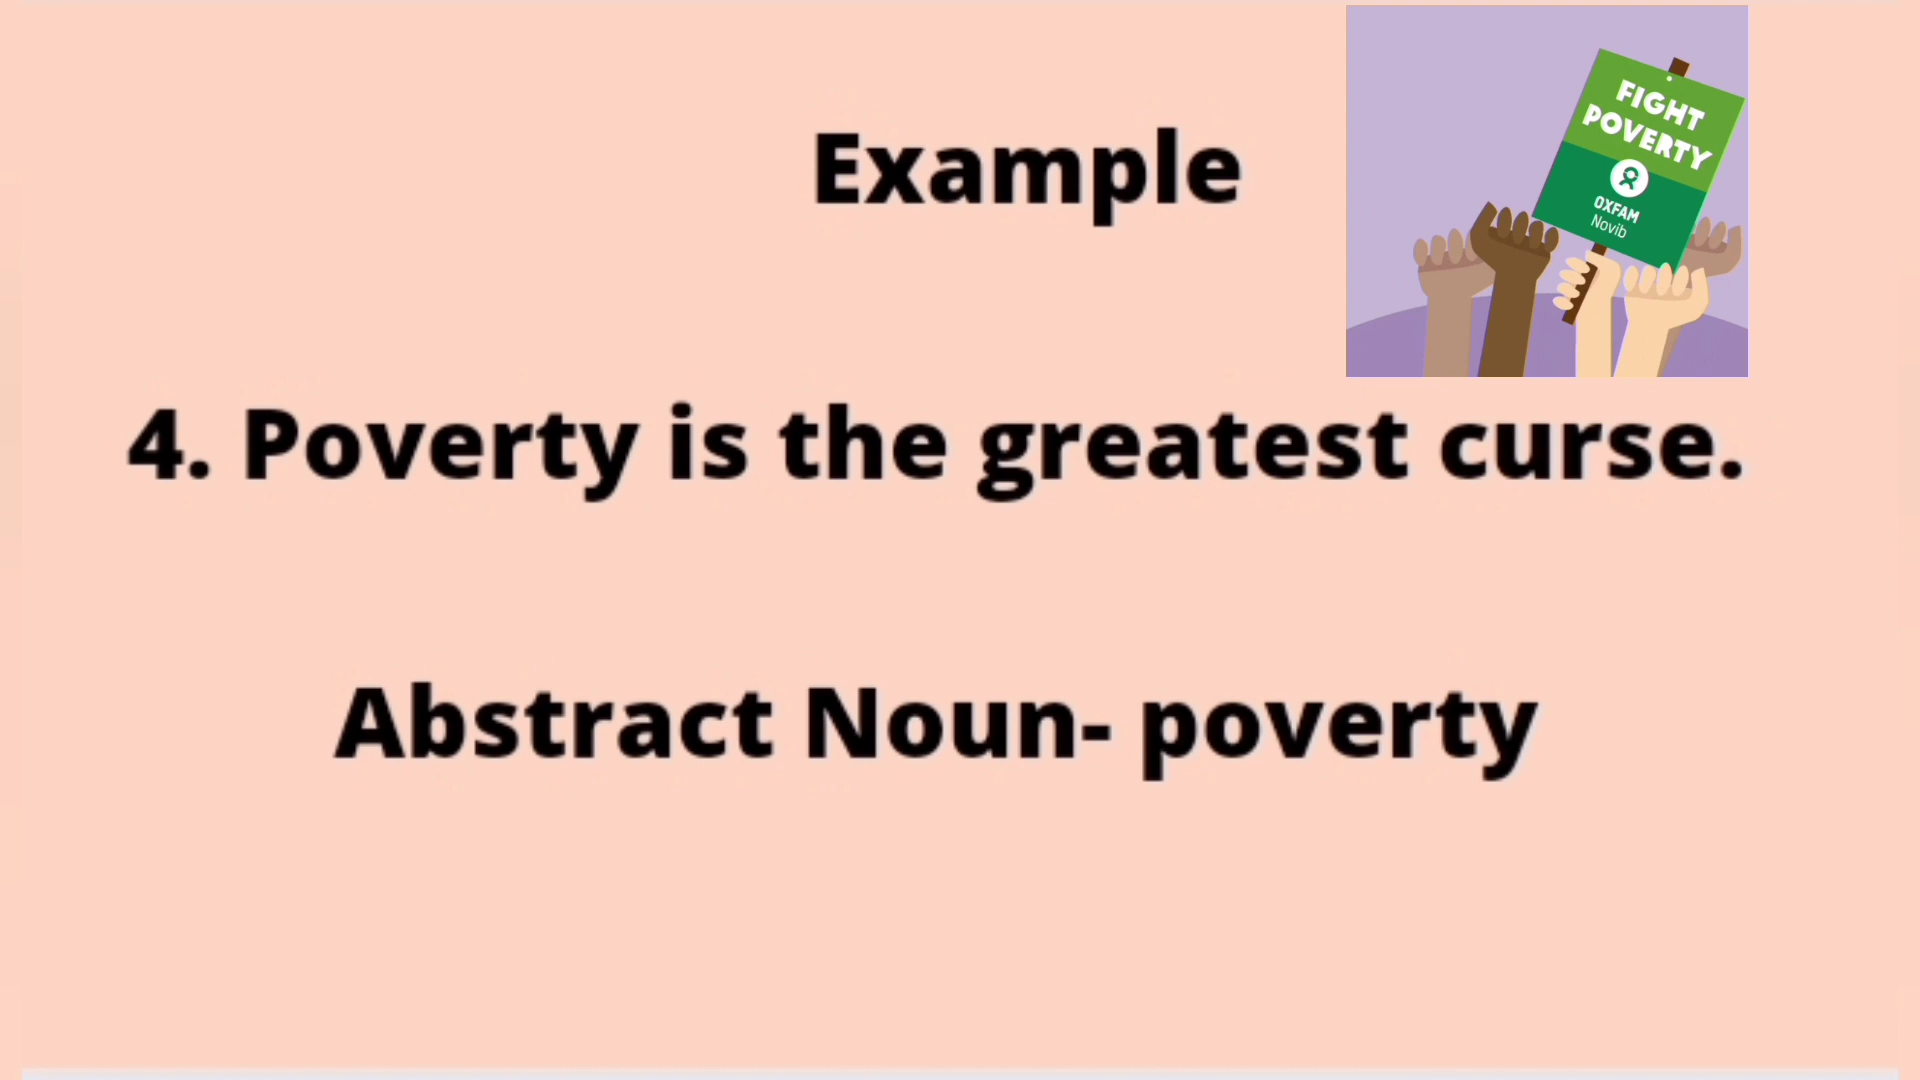 Example
FIGHT
POVERTY
OXFAM
Novib
4. Poverty is the greatest curse.
Abstract Noun- poverty